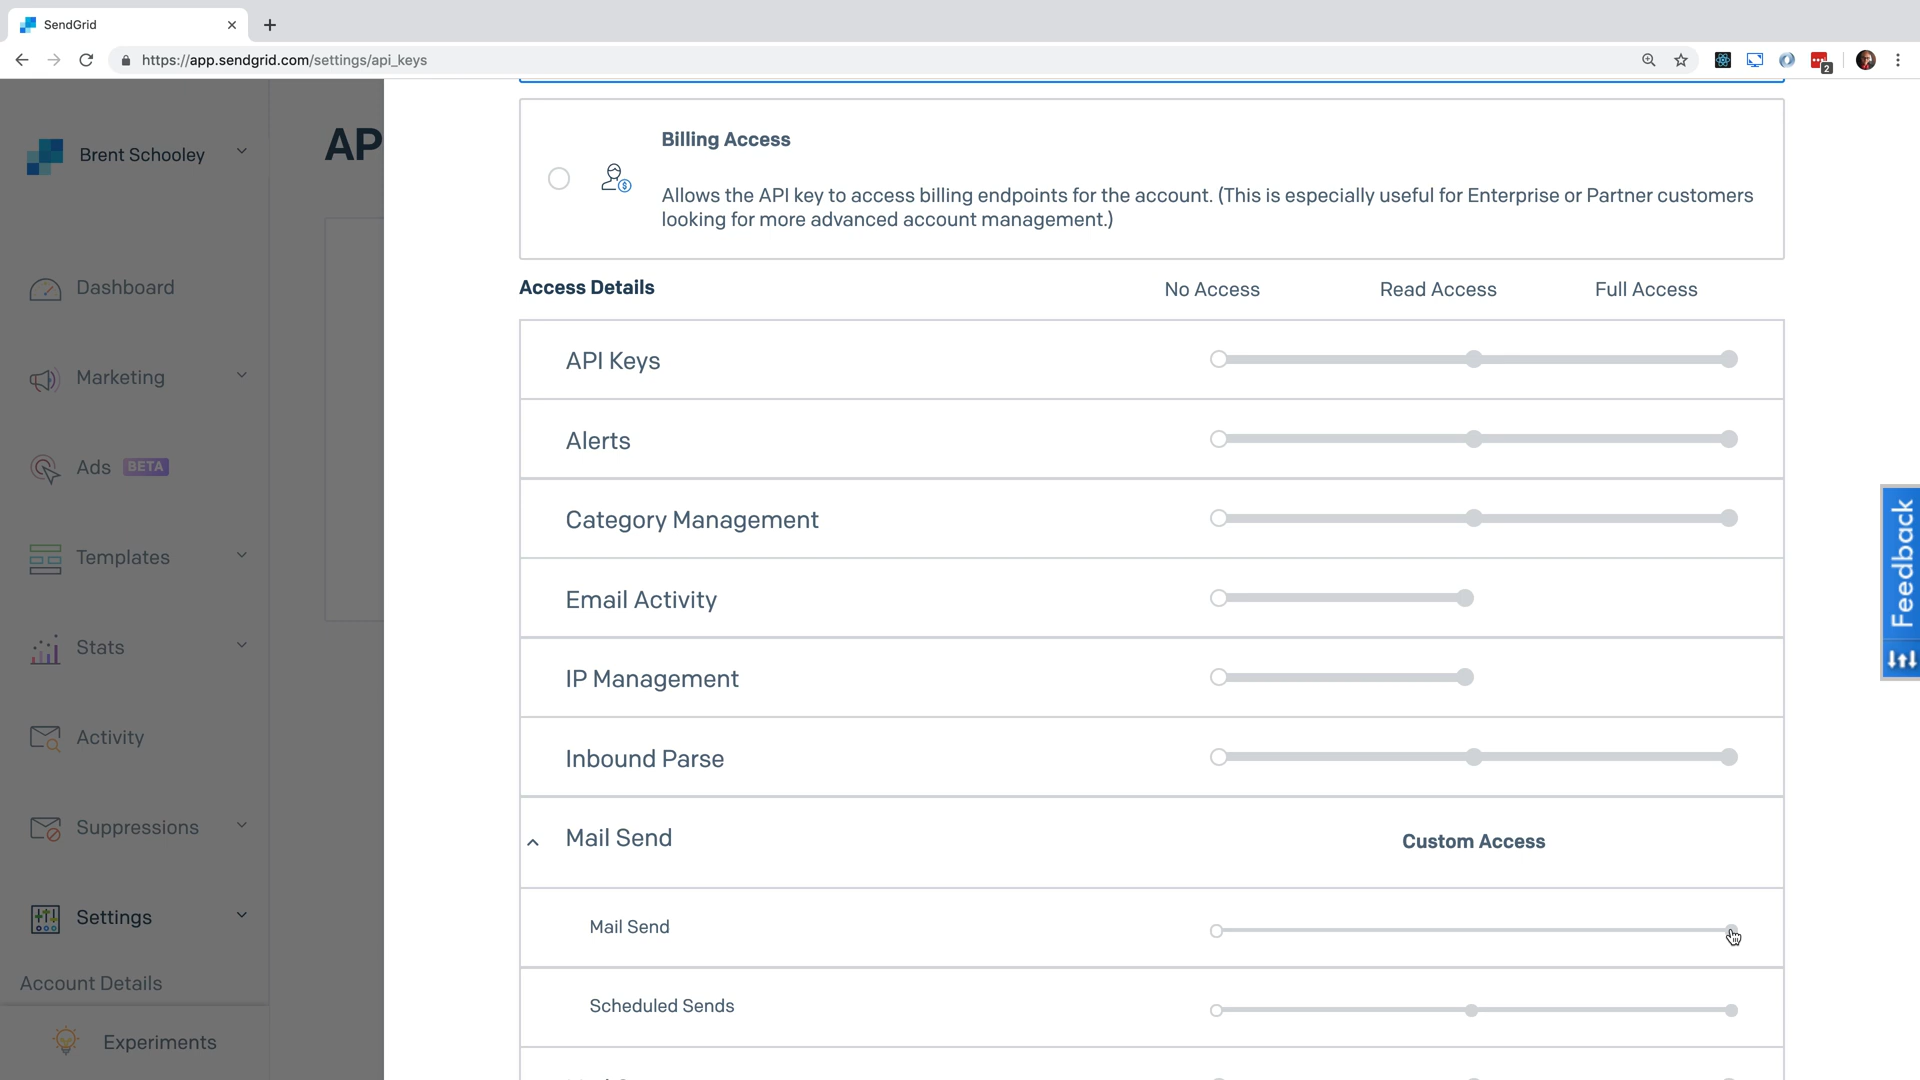 SendGrid
https://app.sendgrid.com/settings/api_keys
2
Brent Schooley
AP
Dashboard
Marketing
Ads BETA
Templates
Stats
Activity
Suppressions
Settings
Account Details
Experiments
Billing Access
Allows the API key to access billing endpoints for the account. (This is especially useful for Enterprise or Partner customers
looking for more advanced account management.)
Access Details No Access Read Access Full Access
API Keys
Alerts
Category Management
Email Activity
IP Management
Inbound Parse
Mail Send Custom Access
Mail Send
Scheduled Sends
Feedback